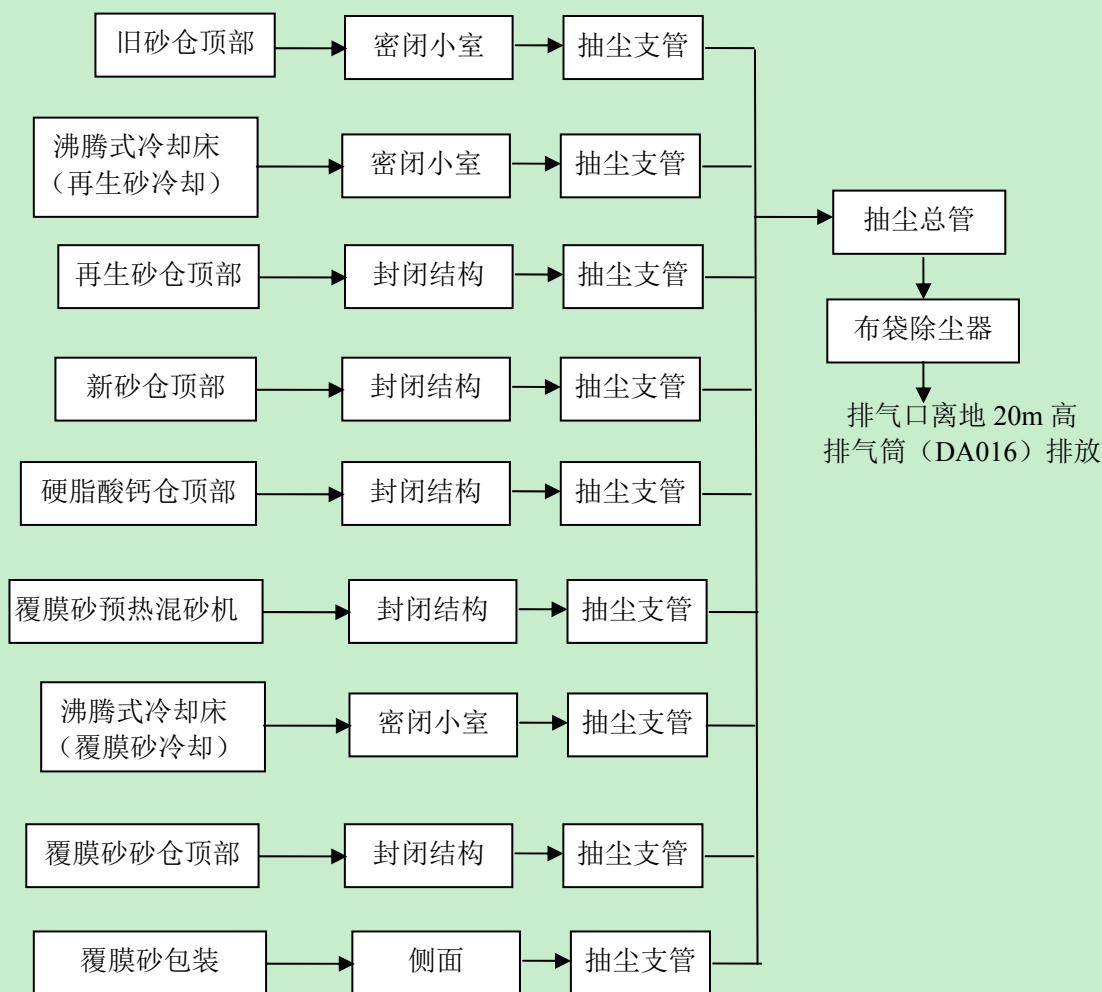 旧砂仓顶部
密闭小室
抽尘支管
沸腾式冷却床
（再生砂冷却）
密闭小室
抽尘支管
抽尘总管
再生砂仓顶部
封闭结构
抽尘支管
布袋除尘器
新砂仓顶部
封闭结构
抽尘支管
排气口离地 20m 高
排气筒（DA016）排放
硬脂酸钙仓顶部
封闭结构
抽尘支管
覆膜砂预热混砂机
封闭结构
抽尘支管
沸腾式冷却床
（覆膜砂冷却）
密闭小室
抽尘支管
覆膜砂砂仓顶部
封闭结构
抽尘支管
覆膜砂包装
侧面
抽尘支管